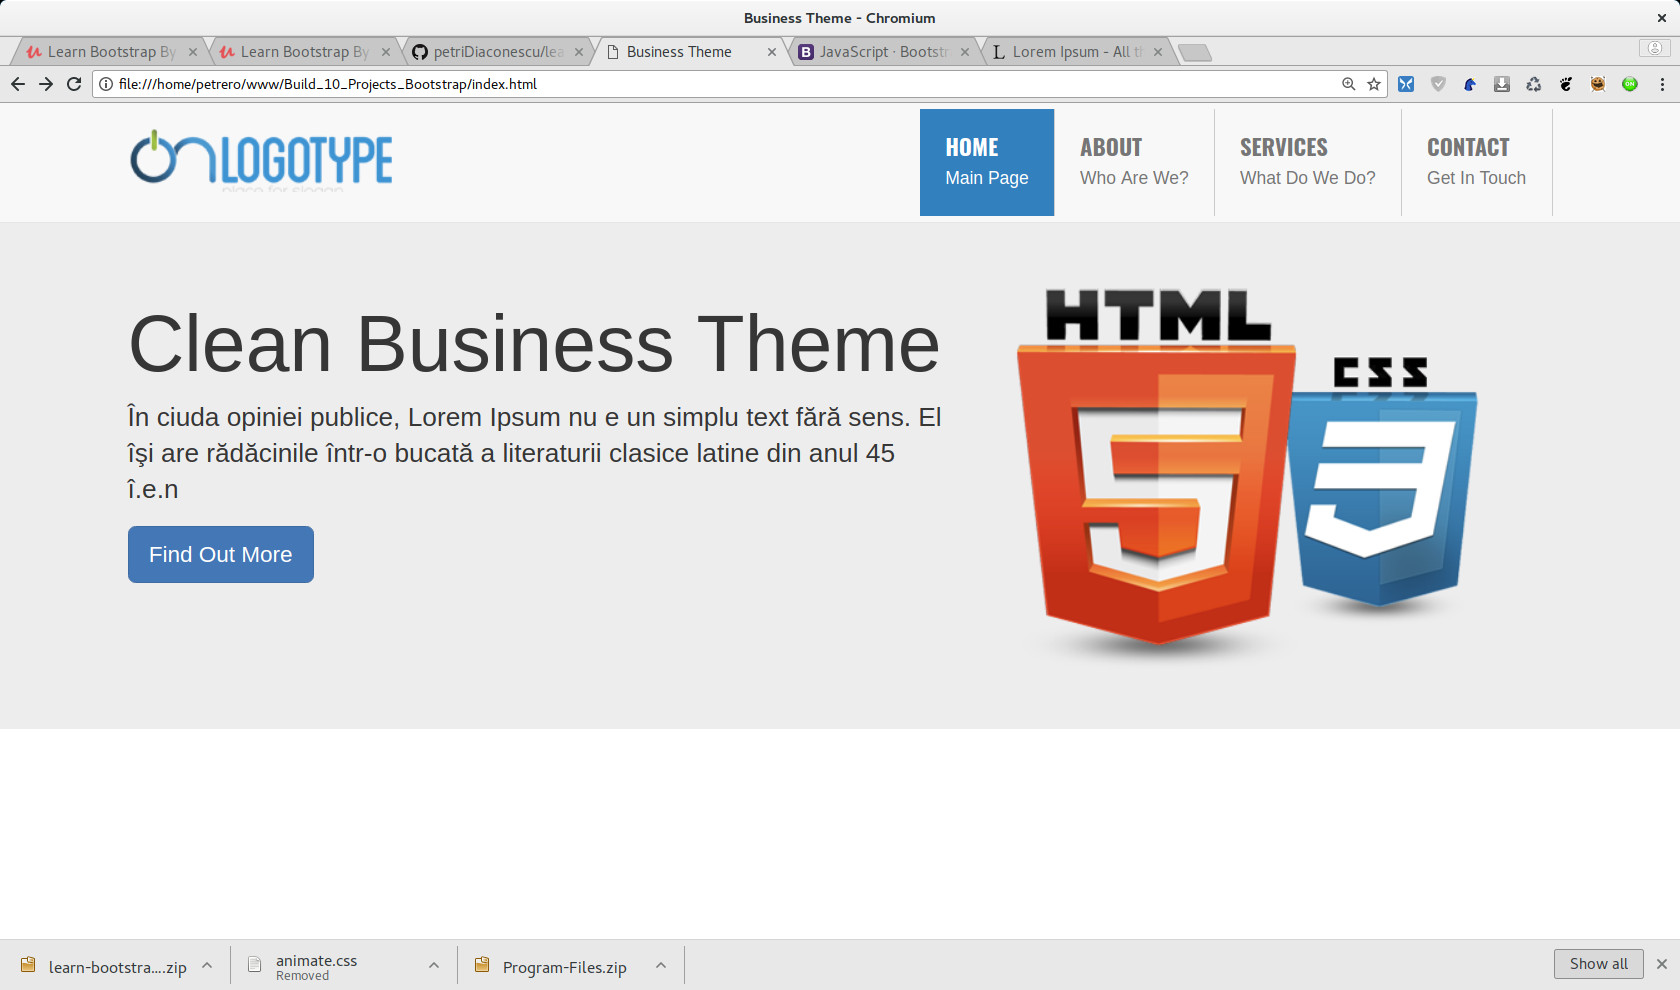 Business Theme - Chromium
Learn Bootstrap By
Learn Bootstrap By
petriDiaconescu/lea
Business Theme
JavaScript · Bootstr
Lorem Ipsum - All t
file:///home/petrero/www/Build_10_Projects_Bootstrap/index.html
LOGOTYPE
HOME
Main Page
ABOUT
Who Are We?
SERVICES
What Do We Do?
CONTACT
Get In Touch
Clean Business Theme
În ciuda opiniei publice, Lorem Ipsum nu e un simplu text fără sens. El
îşi are rădăcinile într-o bucată a literaturii clasice latine din anul 45
î.e.n
Find Out More
HTML
5
CSS
3
learn-bootstra....zip
animate.css
Removed
Program-Files.zip
Show all